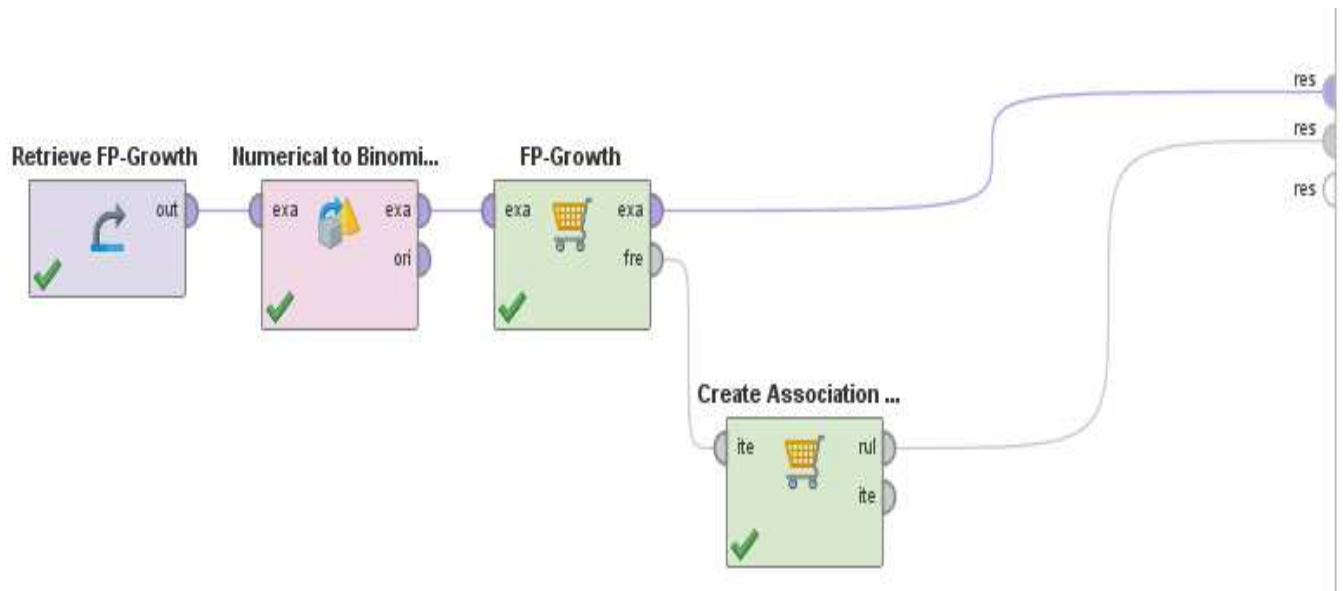 res
res
res
Retrieve FP-Growth
Numerical to Binomi...
FP-Growth
out
exa
exa
ori
exa
exa
fre
Create Association ...
ite
rul
ite